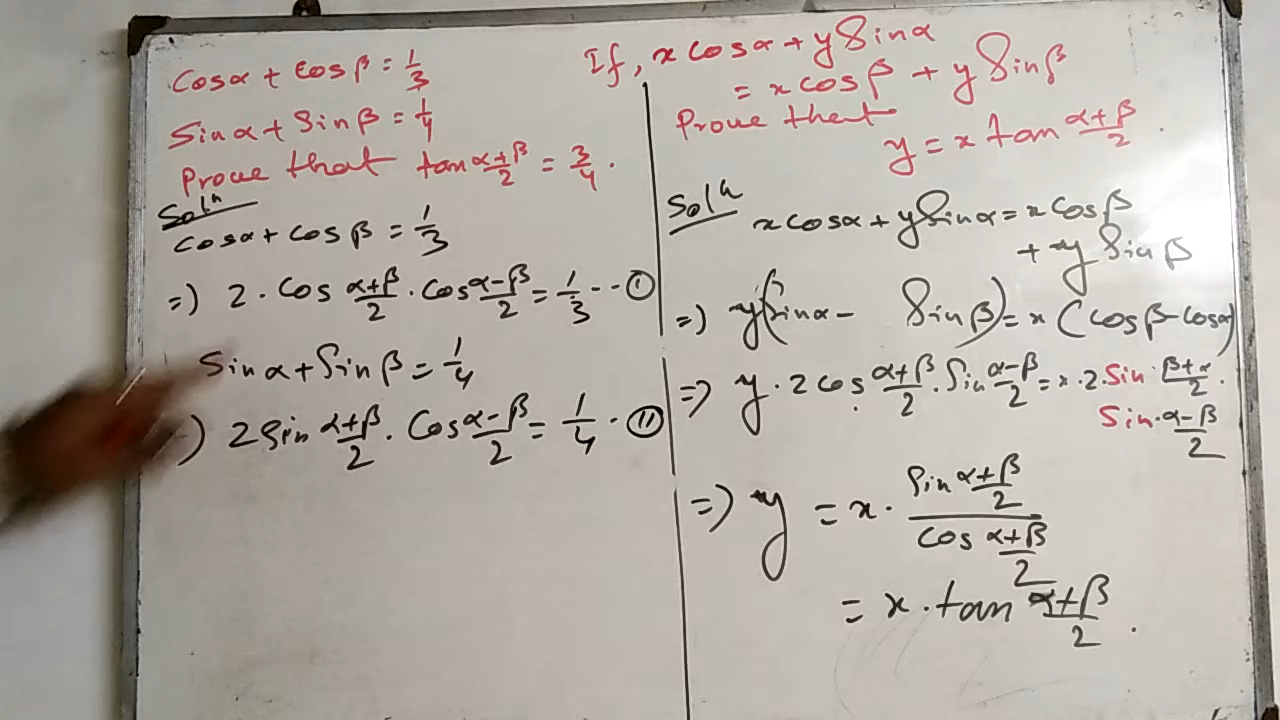 Cosα + Cosβ = 1/3
Sinα + Sinβ = 1/4
Prove that tan (α+β)/2 = 3/4.
Solⁿ
cosα + cosβ = 1/3
=) 2 · cos (α+β)/2 · cos (α-β)/2 = 1/3 --- (I)
Sinα + Sinβ = 1/4
=) 2 Sin (α+β)/2 · Cos (α-β)/2 = 1/4 - (II)
If, x cosα + y Sinα
= x cosβ + y Sinβ
Prove that
y = x tan (α+β)/2 .
Solⁿ
x cosα + y Sinα = x cosβ
+ y Sinβ
=) y(Sinα - Sinβ) = x (cosβ - cosα)
=> y · 2 cos (α+β)/2 · Sin (α-β)/2 = x · 2 · Sin (β+α)/2 ·
Sin · (α-β)/2
=) y = x · (Sin (α+β)/2)/(cos (α+β)/2)
= x · tan (α+β)/2 .